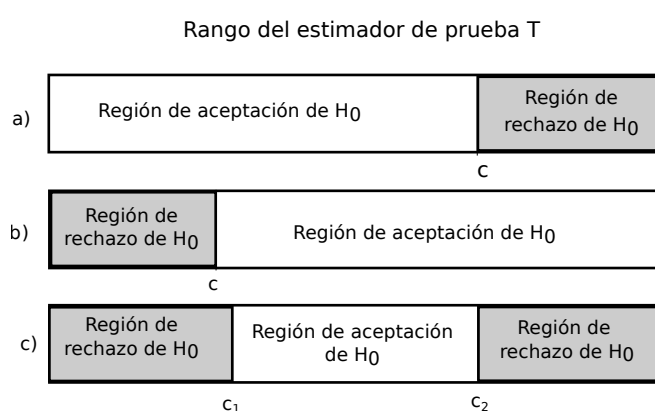 Rango del estimador de prueba T
a)
Región de aceptación de H0
Región de
rechazo de H0
c
b)
Región de
rechazo de H0
Región de aceptación de H0
c
c)
Región de
rechazo de H0
Región de aceptación
de H0
Región de
rechazo de H0
c1
c2